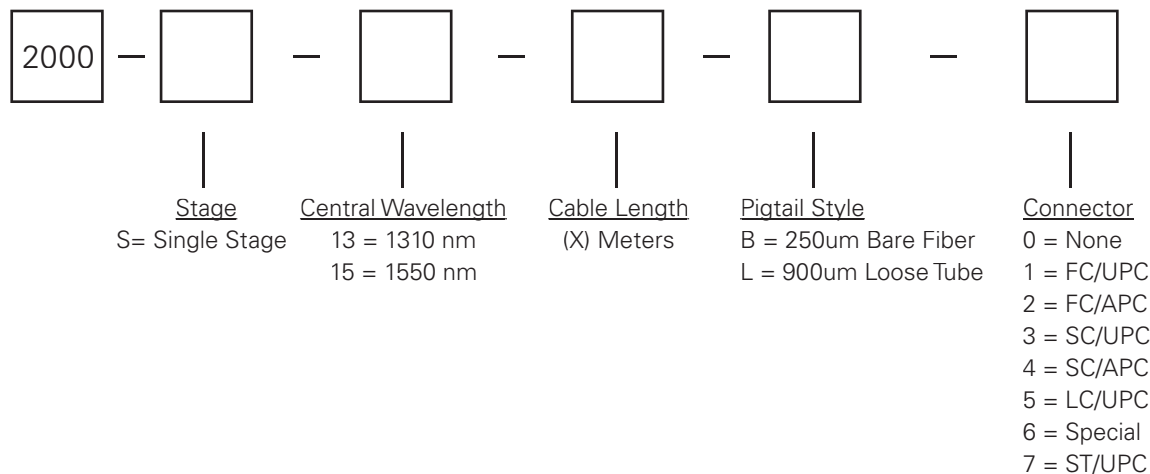 2000 — — — — —
Stage
S= Single Stage
Central Wavelength
13 = 1310 nm
15 = 1550 nm
Cable Length
(X) Meters
Pigtail Style
B = 250um Bare Fiber
L = 900um Loose Tube
Connector
0 = None
1 = FC/UPC
2 = FC/APC
3 = SC/UPC
4 = SC/APC
5 = LC/UPC
6 = Special
7 = ST/UPC